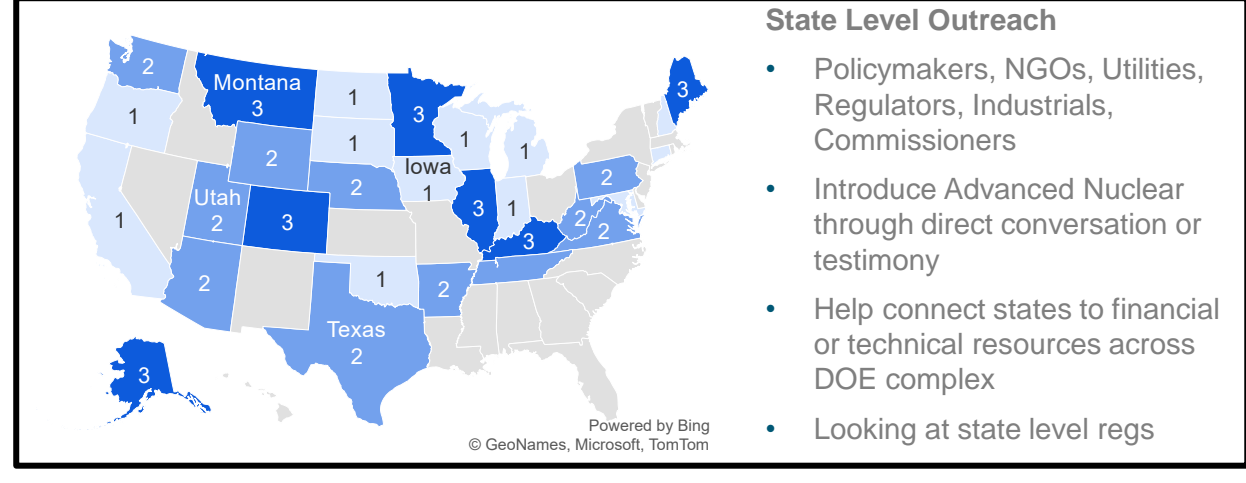 State Level Outreach
• Policymakers, NGOs, Utilities,
Regulators, Industrials,
Commissioners
• Introduce Advanced Nuclear
through direct conversation or
testimony
• Help connect states to financial
or technical resources across
DOE complex
• Looking at state level regs
2
Montana
3
1
3
3
1
1
1
1
2
Iowa
1
2
2
Utah
2
3
3
1
2
2
1
3
2
1
2
2
Texas
2
3
Powered by Bing
© GeoNames, Microsoft, TomTom